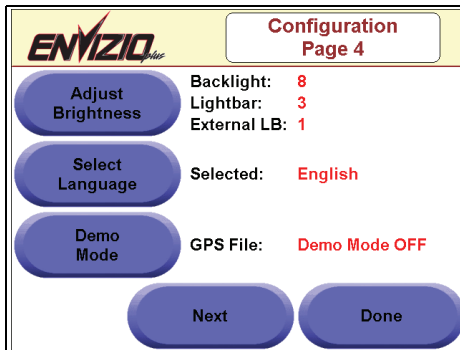 ENVIZIO plus
Configuration
Page 4
Adjust
Brightness
Backlight: 8
Lightbar: 3
External LB: 1
Select
Language
Selected: English
Demo
Mode
GPS File: Demo Mode OFF
Next
Done